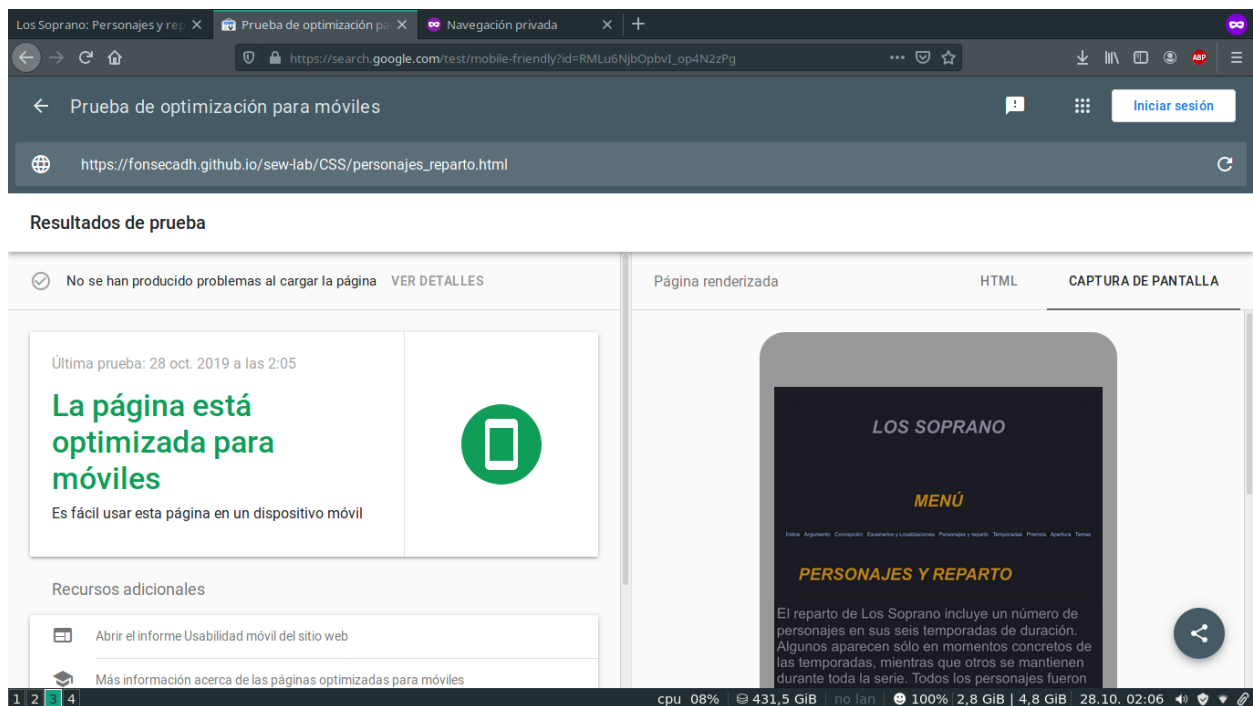 Los Soprano: Personajes y rep
Prueba de optimización pa
Navegación privada
https://search.google.com/test/mobile-friendly?id=RMLu6NjbOpbvI_op4N2zPg
ABP
Prueba de optimización para móviles
Iniciar sesión
https://fonsecadh.github.io/sew-lab/CSS/personajes_reparto.html
Resultados de prueba
No se han producido problemas al cargar la página VER DETALLES
Página renderizada
HTML
CAPTURA DE PANTALLA
Última prueba: 28 oct. 2019 a las 2:05
La página está
optimizada para
móviles
Es fácil usar esta página en un dispositivo móvil
Recursos adicionales
Abrir el informe Usabilidad móvil del sitio web
Más información acerca de las páginas optimizadas para móviles
LOS SOPRANO
MENÚ
Índice Argumento Concepción Escenarios y Localizaciones Personajes y reparto Temporadas Premios Apertura Temas
PERSONAJES Y REPARTO
El reparto de Los Soprano incluye un número de
personajes en sus seis temporadas de duración.
Algunos aparecen sólo en momentos concretos de
las temporadas, mientras que otros se mantienen
durante toda la serie. Todos los personajes fueron
1 2 3 4
cpu 08% 431,5 GiB no lan 100% 2,8 GiB | 4,8 GiB 28.10. 02:06